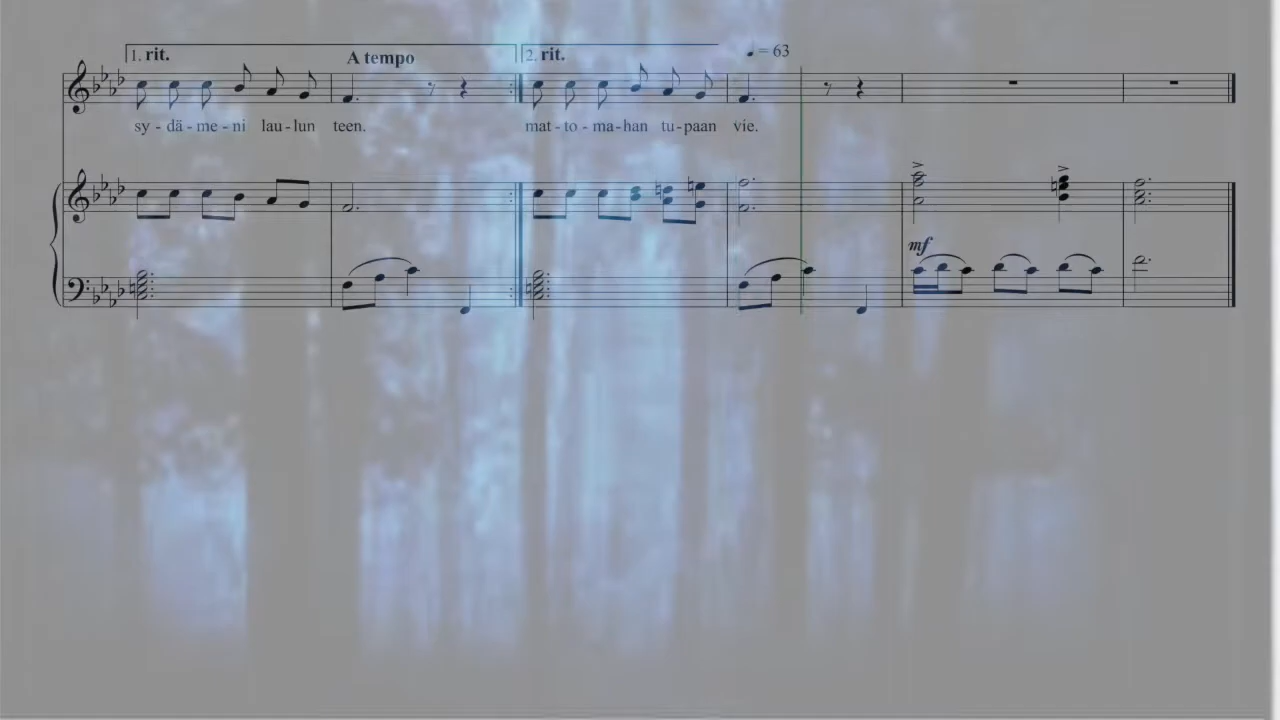 1. rit. A tempo 2. rit. ♩. = 63
sy - dä - me - ni lau - lun teen. mat - to - ma - han tu - paan vie.
mf